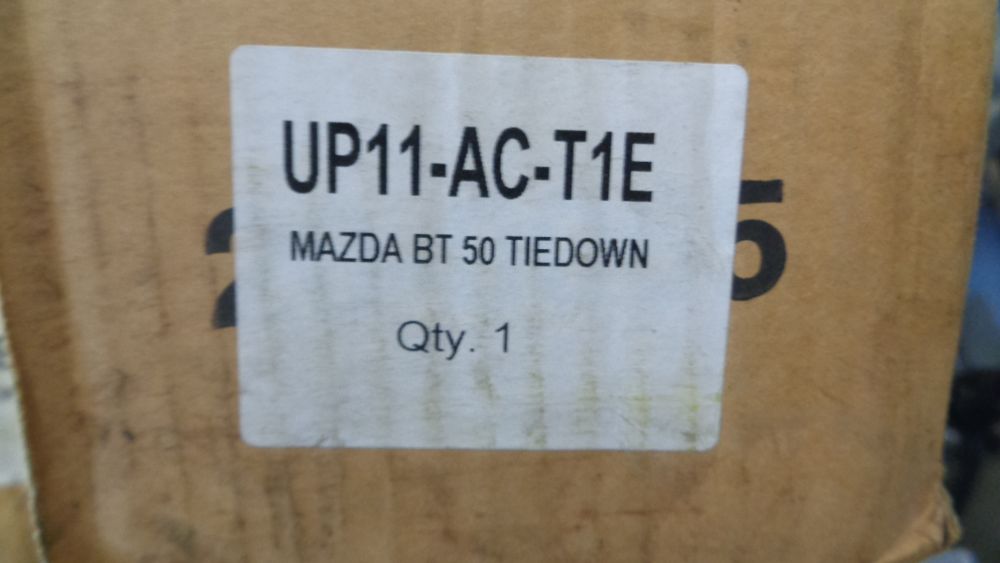 UP11-AC-T1E
MAZDA BT 50 TIEDOWN
Qty. 1